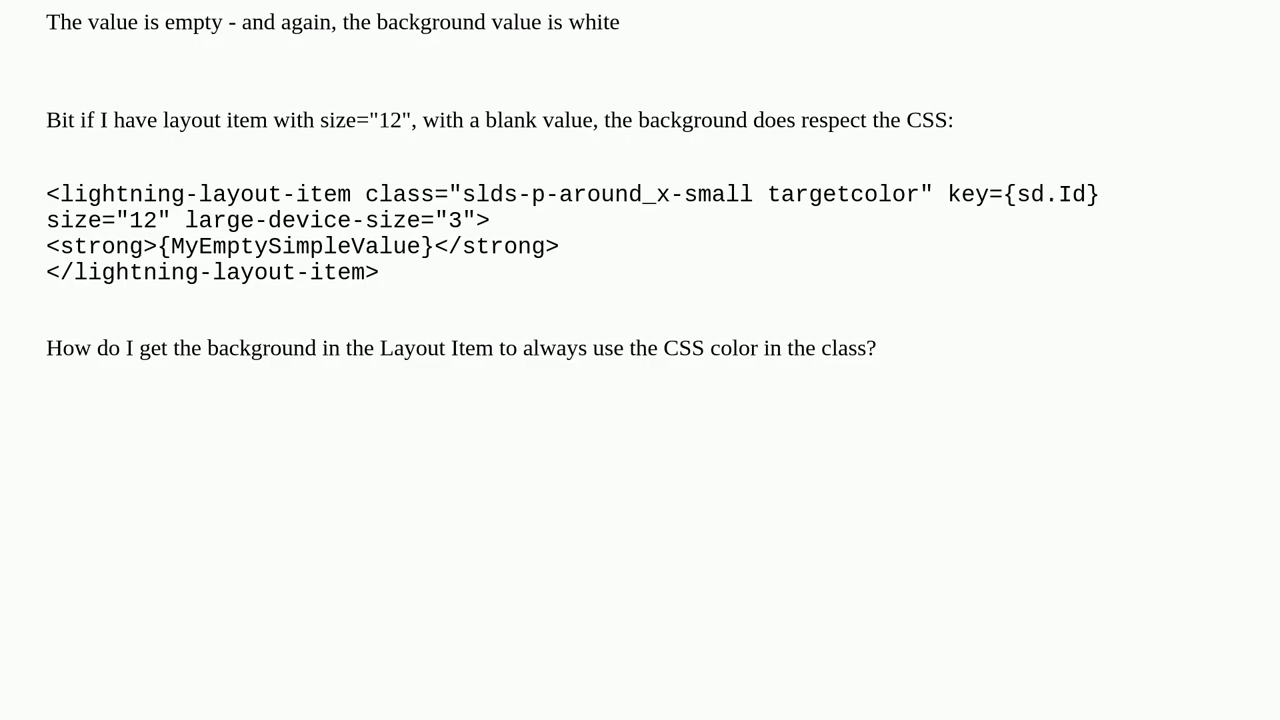 The value is empty - and again, the background value is white
Bit if I have layout item with size="12", with a blank value, the background does respect the CSS:
<lightning-layout-item class="slds-p-around_x-small targetcolor" key={sd.Id}
size="12" large-device-size="3">
<strong>{MyEmptySimpleValue}</strong>
</lightning-layout-item>
How do I get the background in the Layout Item to always use the CSS color in the class?